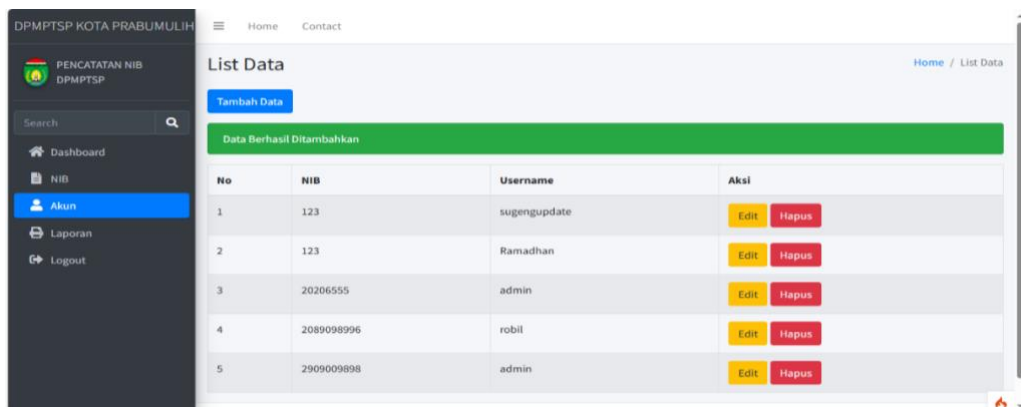 DPMPTSP KOTA PRABUMULIH
Home Contact
PENCATATAN NIB
DPMPTSP
Search
Dashboard
NIB
Akun
Laporan
Logout
List Data
Home / List Data
Tambah Data
Data Berhasil Ditambahkan
No NIB Username Aksi
1 123 sugengupdate Edit Hapus
2 123 Ramadhan Edit Hapus
3 20206555 admin Edit Hapus
4 2089098996 robil Edit Hapus
5 2909009898 admin Edit Hapus